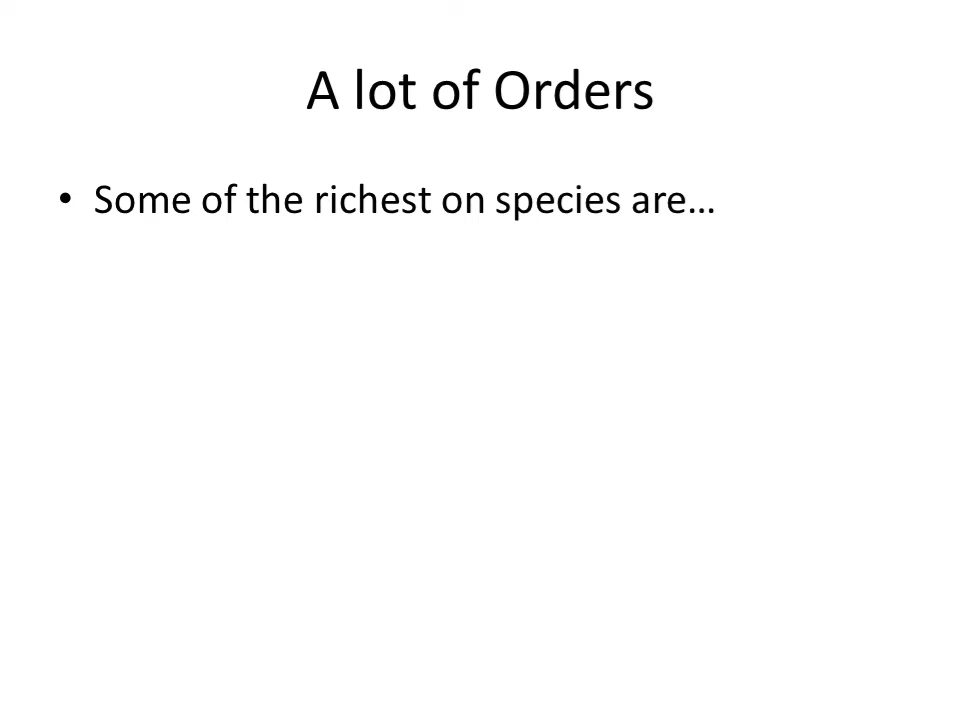 A lot of Orders
• Some of the richest on species are…